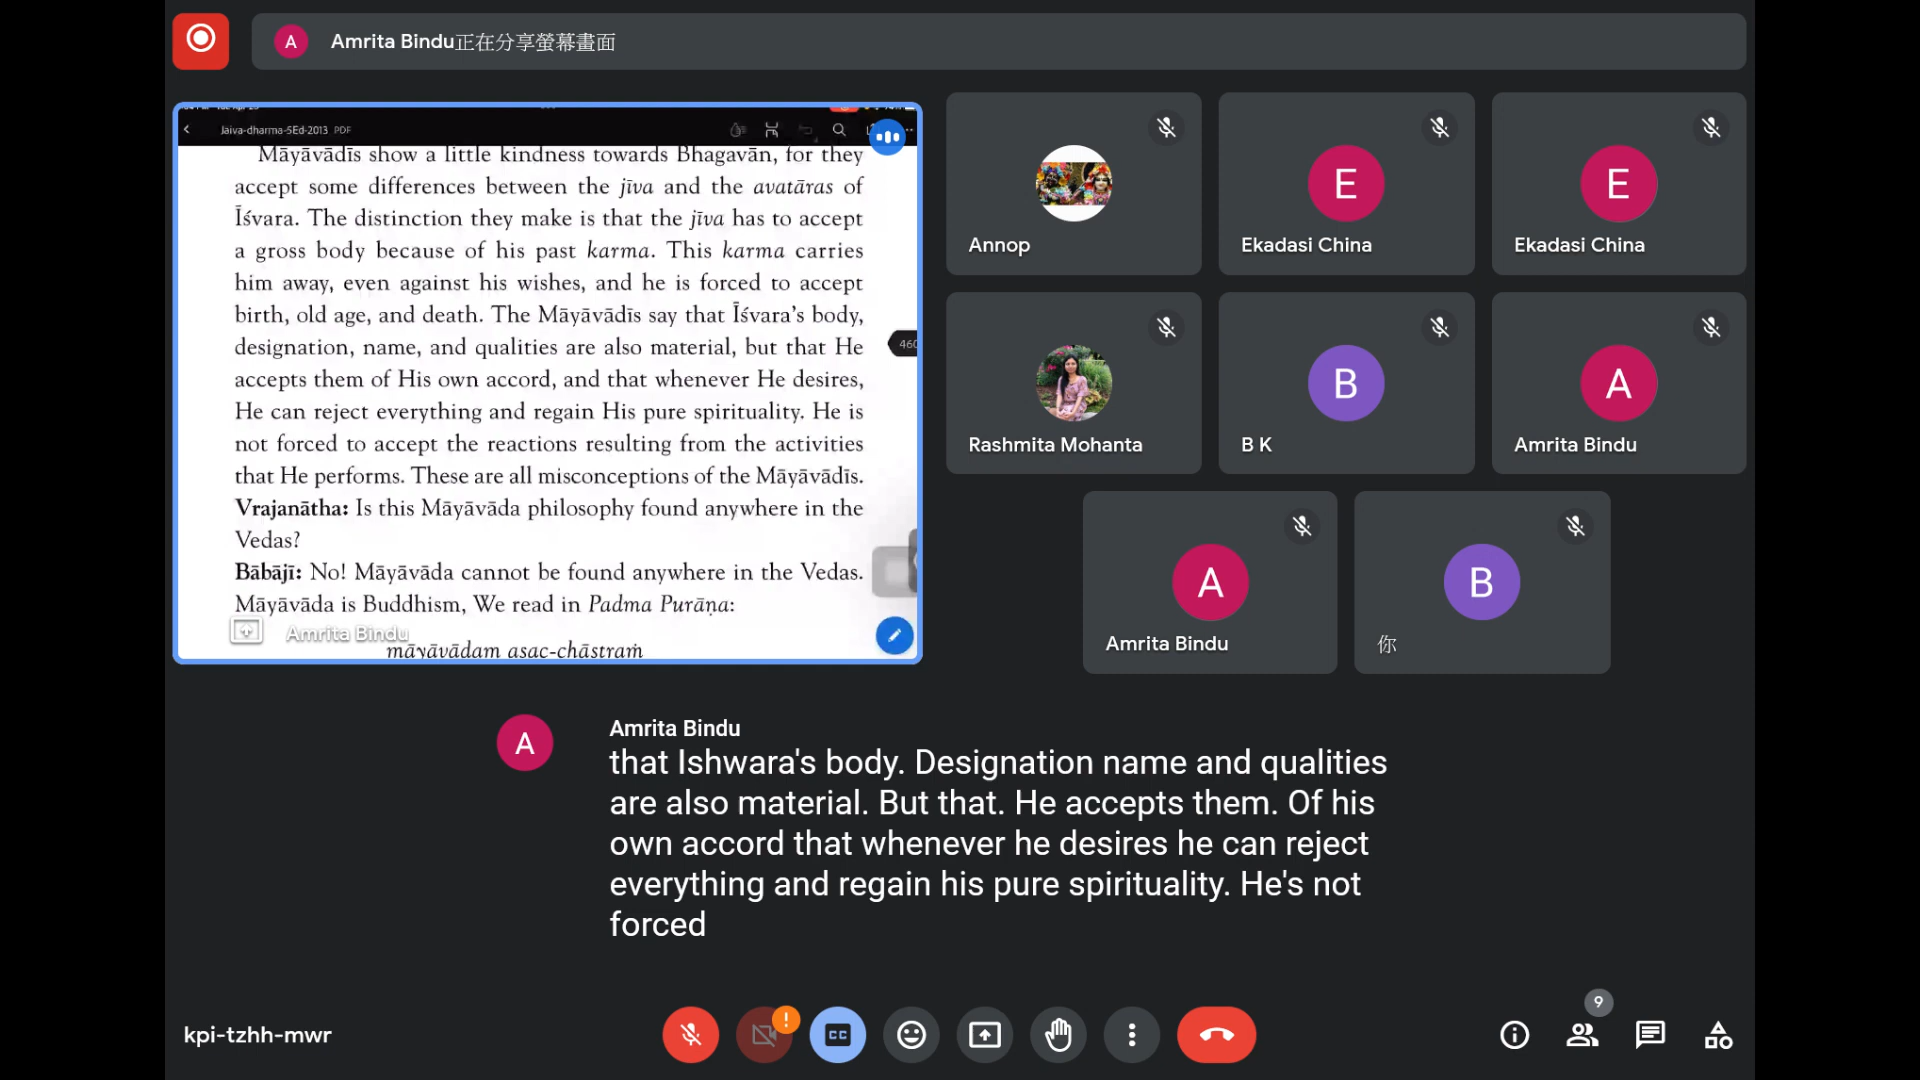 A Amrita Bindu正在分享螢幕畫面
Jaiva-dharma-5Ed-2013 PDF
Māyāvādīs show a little kindness towards Bhagavān, for they
accept some differences between the jīva and the avatāras of
Īśvara. The distinction they make is that the jīva has to accept
a gross body because of his past karma. This karma carries
him away, even against his wishes, and he is forced to accept
birth, old age, and death. The Māyāvādīs say that Īśvara's body,
designation, name, and qualities are also material, but that He
accepts them of His own accord, and that whenever He desires,
He can reject everything and regain His pure spirituality. He is
not forced to accept the reactions resulting from the activities
that He performs. These are all misconceptions of the Māyāvādīs.
Vrajanātha: Is this Māyāvāda philosophy found anywhere in the
Vedas?
Bābājī: No! Māyāvāda cannot be found anywhere in the Vedas.
Māyāvāda is Buddhism, We read in Padma Purāṇa:
māyāvādam asac-chāstraṁ
460
Amrita Bindu
Annop
E
Ekadasi China
E
Ekadasi China
Rashmita Mohanta
B
B K
A
Amrita Bindu
A
Amrita Bindu
B
你
A
Amrita Bindu
that Ishwara's body. Designation name and qualities
are also material. But that. He accepts them. Of his
own accord that whenever he desires he can reject
everything and regain his pure spirituality. He's not
forced
kpi-tzhh-mwr
!
CC
9